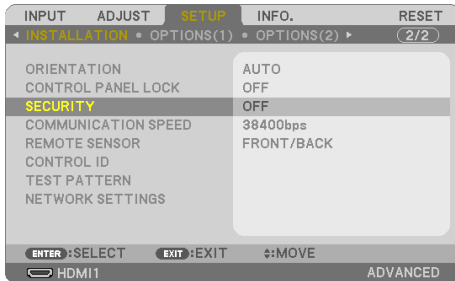 INPUT ADJUST SETUP INFO. RESET
◄ INSTALLATION • OPTIONS(1) • OPTIONS(2) ► 2/2
ORIENTATION AUTO
CONTROL PANEL LOCK OFF
SECURITY OFF
COMMUNICATION SPEED 38400bps
REMOTE SENSOR FRONT/BACK
CONTROL ID
TEST PATTERN
NETWORK SETTINGS
ENTER :SELECT EXIT :EXIT :MOVE
HDMI1 ADVANCED